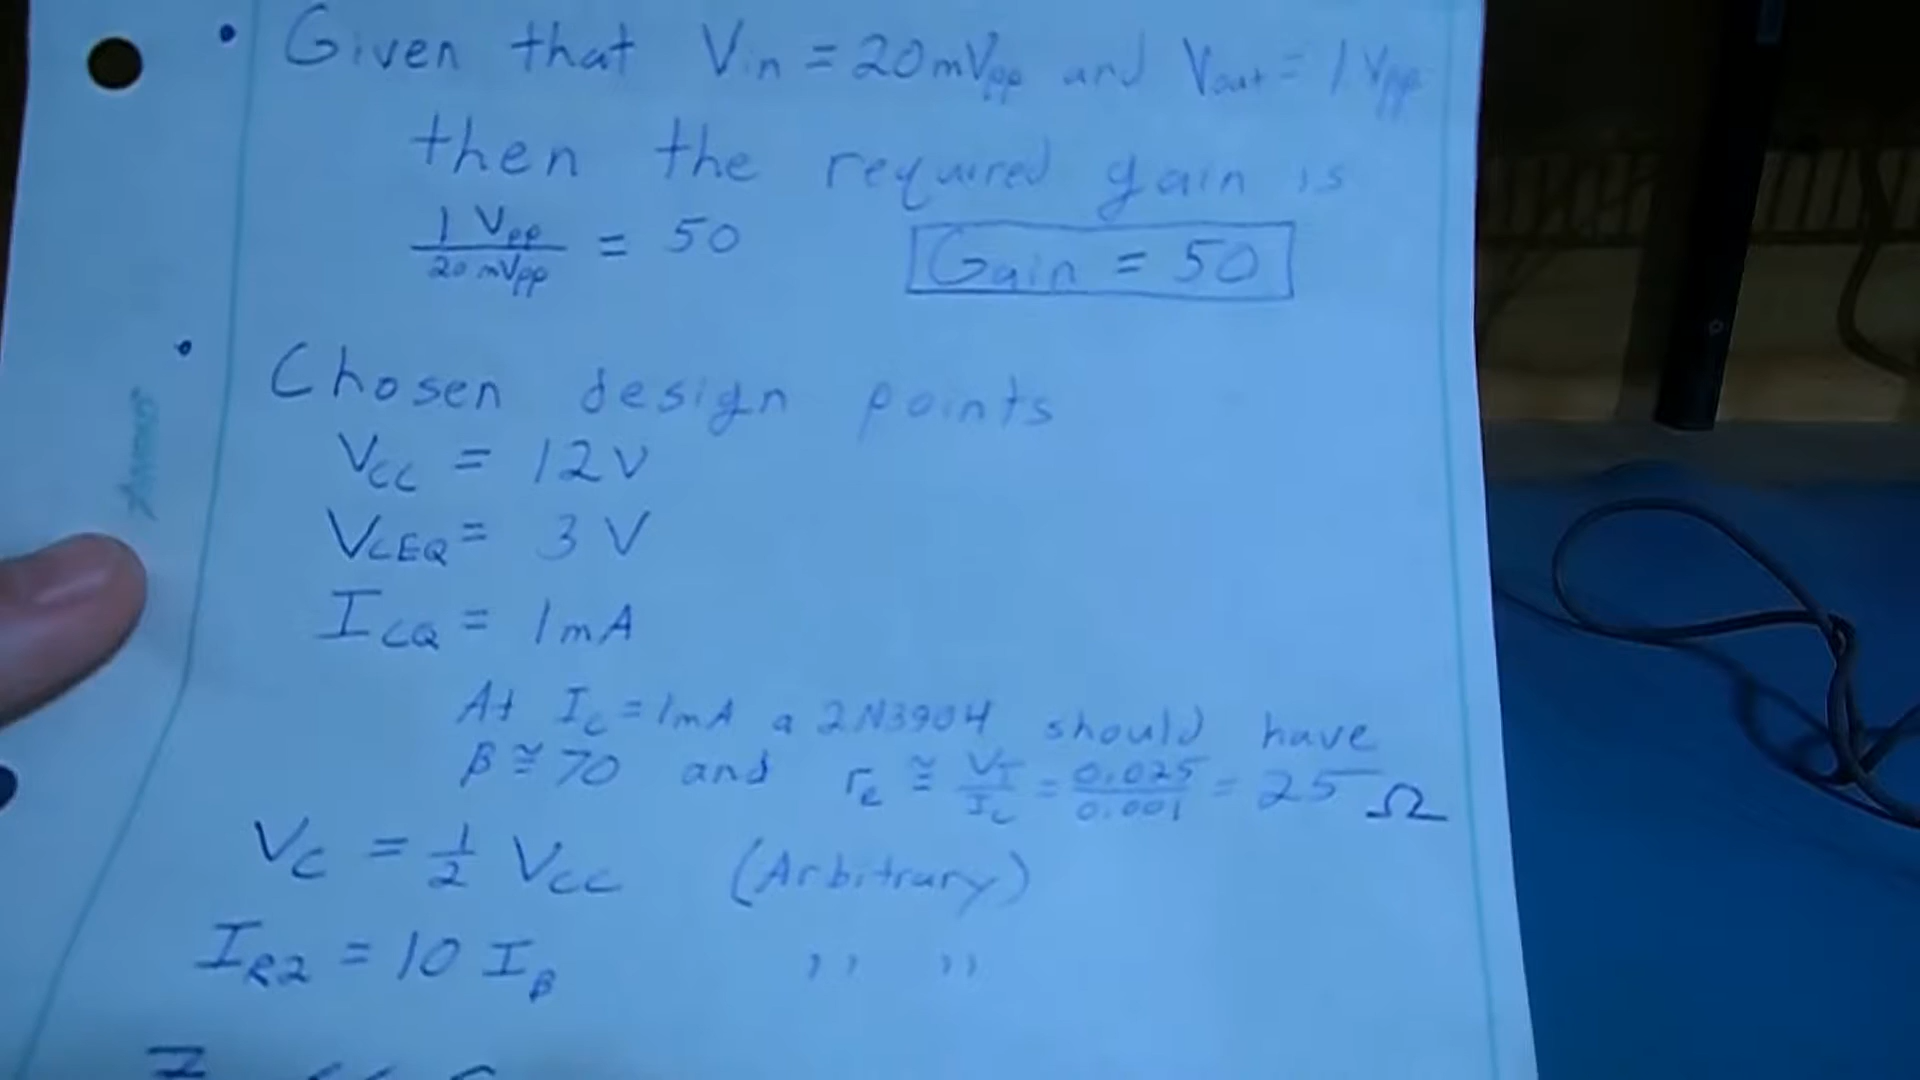 • Given that Vin = 20mVpp and Vout = 1 Vpp
then the required gain is
1 Vpp / 20 mVpp = 50
Gain = 50
• Chosen design points
VCC = 12V
VCEQ = 3 V
ICQ = 1mA
At IC = 1mA a 2N3904 should have
β ≅ 70 and re ≅ VT/IC = 0.025/0.001 = 25 Ω
VC = 1/2 VCC (Arbitrary)
IR2 = 10 IB ,, ,,